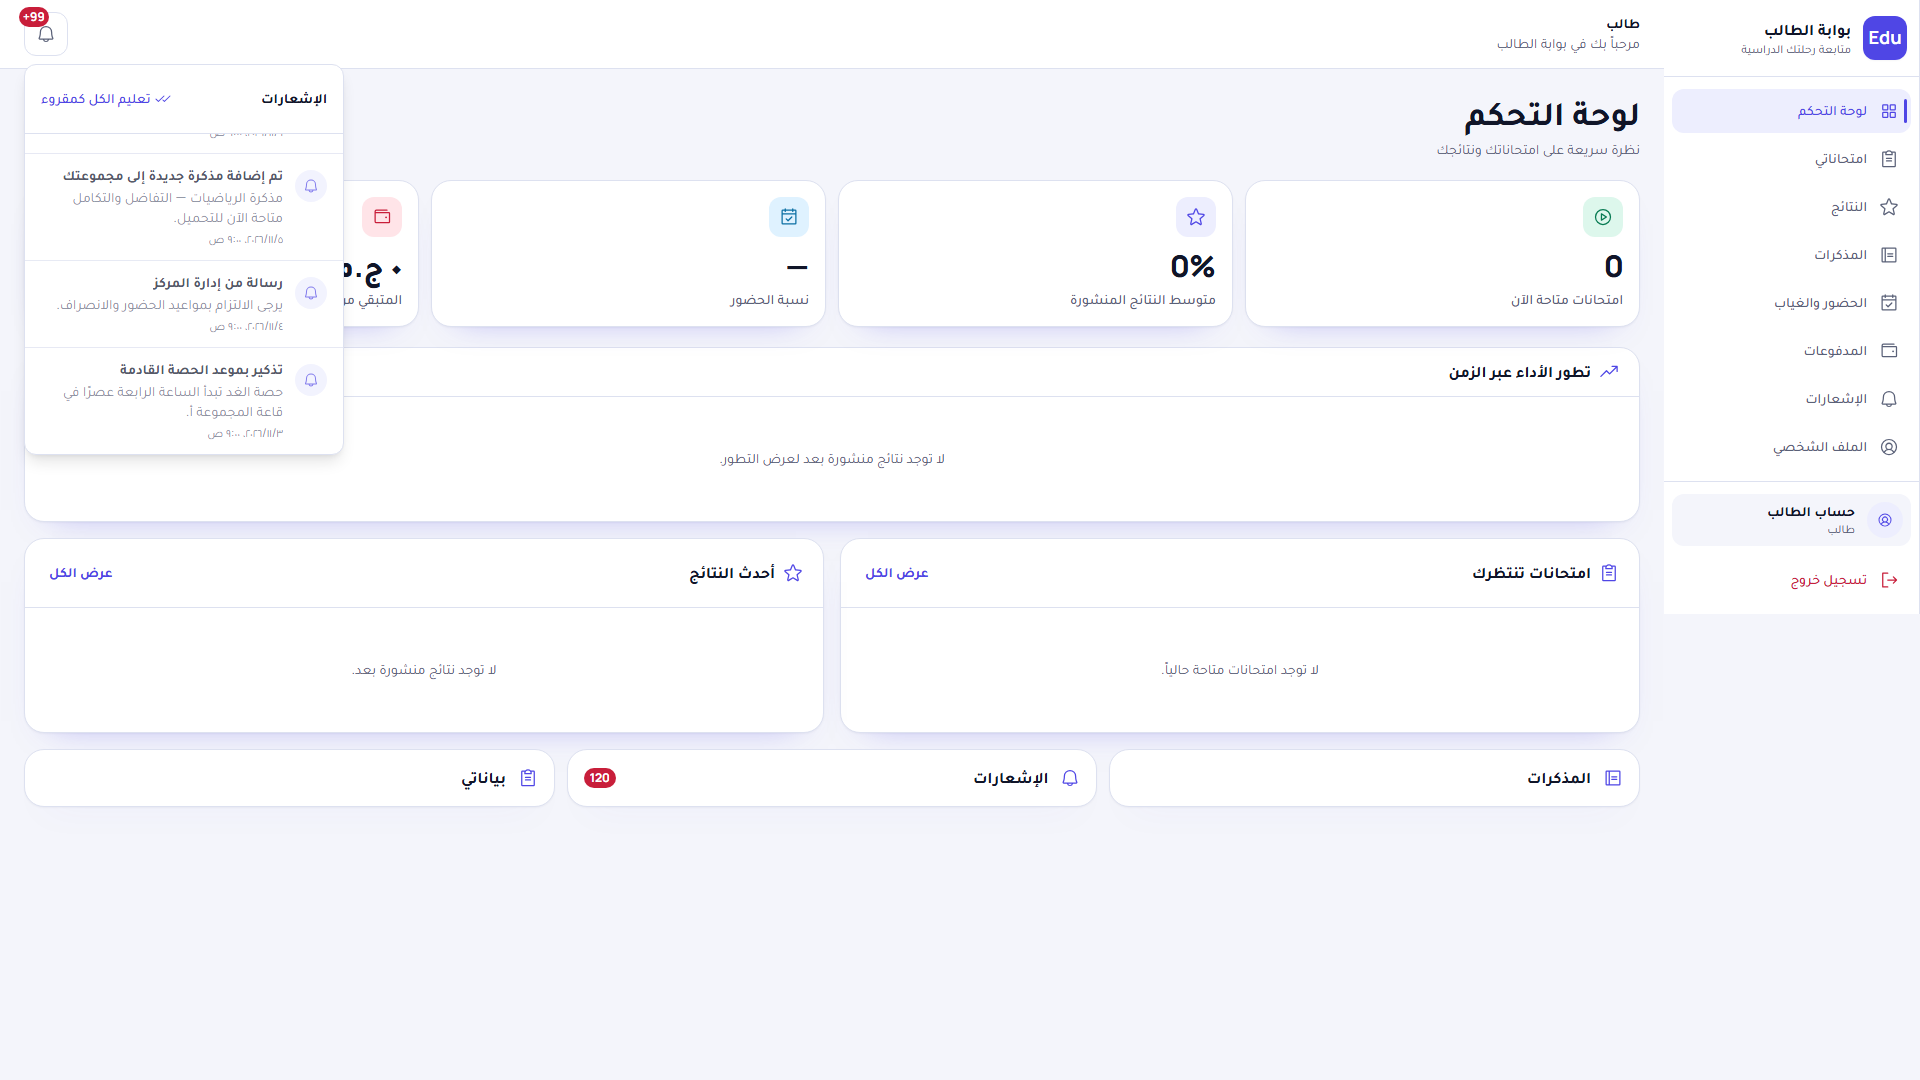 Edu
بوابة الطالب
متابعة رحلتك الدراسية
لوحة التحكم
امتحاناتي
النتائج
المذكرات
الحضور والغياب
المدفوعات
الإشعارات
الملف الشخصي
حساب الطالب
طالب
تسجيل خروج
طالب
مرحباً بك في بوابة الطالب
+99
الإشعارات
تعليم الكل كمقروء
تم إضافة مذكرة جديدة إلى مجموعتك
مذكرة الرياضيات — التفاضل والتكامل
متاحة الآن للتحميل.
٢٠٢٦/١١/٥، ٩:٠٠ ص
رسالة من إدارة المركز
يرجى الالتزام بمواعيد الحضور والانصراف.
٢٠٢٦/١١/٤، ٩:٠٠ ص
تذكير بموعد الحصة القادمة
حصة الغد تبدأ الساعة الرابعة عصرًا في
قاعة المجموعة أ.
٢٠٢٦/١١/٣، ٩:٠٠ ص
لوحة التحكم
نظرة سريعة على امتحاناتك ونتائجك
0
امتحانات متاحة الآن
0%
متوسط النتائج المنشورة
—
نسبة الحضور
٠ ج.م
المتبقي
تطور الأداء عبر الزمن
لا توجد نتائج منشورة بعد لعرض التطور.
امتحانات تنتظرك
عرض الكل
لا توجد امتحانات متاحة حالياً.
أحدث النتائج
عرض الكل
لا توجد نتائج منشورة بعد.
المذكرات
الإشعارات
120
بياناتي